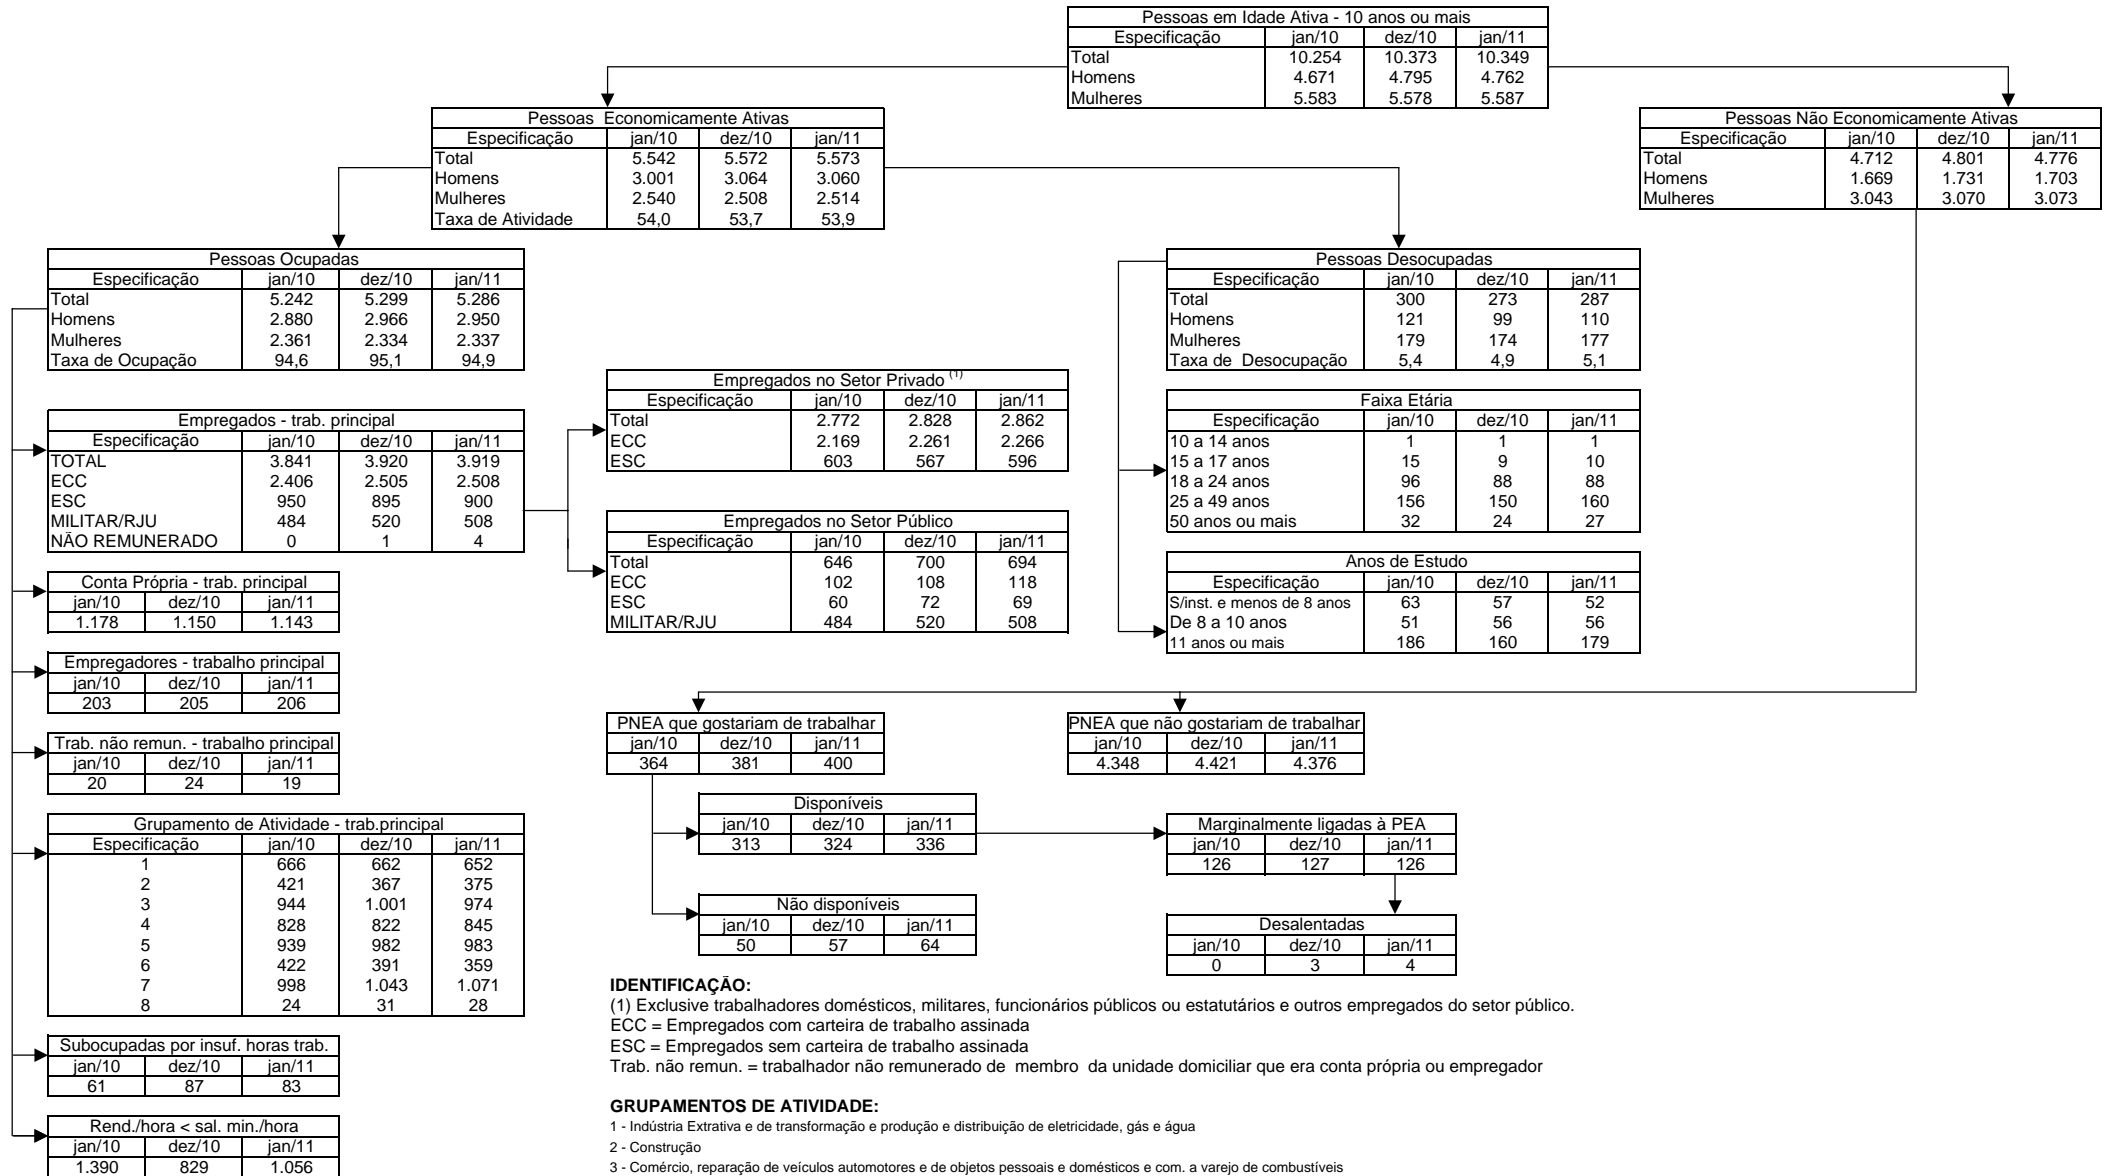 Pessoas em Idade Ativa - 10 anos ou mais
Especificação jan/10 dez/10 jan/11
Total 10.254 10.373 10.349
Homens 4.671 4.795 4.762
Mulheres 5.583 5.578 5.587
Pessoas Economicamente Ativas
Especificação jan/10 dez/10 jan/11
Total 5.542 5.572 5.573
Homens 3.001 3.064 3.060
Mulheres 2.540 2.508 2.514
Taxa de Atividade 54,0 53,7 53,9
Pessoas Não Economicamente Ativas
Especificação jan/10 dez/10 jan/11
Total 4.712 4.801 4.776
Homens 1.669 1.731 1.703
Mulheres 3.043 3.070 3.073
Pessoas Ocupadas
Especificação jan/10 dez/10 jan/11
Total 5.242 5.299 5.286
Homens 2.880 2.966 2.950
Mulheres 2.361 2.334 2.337
Taxa de Ocupação 94,6 95,1 94,9
Pessoas Desocupadas
Especificação jan/10 dez/10 jan/11
Total 300 273 287
Homens 121 99 110
Mulheres 179 174 177
Taxa de Desocupação 5,4 4,9 5,1
Empregados - trab. principal
Especificação jan/10 dez/10 jan/11
TOTAL 3.841 3.920 3.919
ECC 2.406 2.505 2.508
ESC 950 895 900
MILITAR/RJU 484 520 508
NÃO REMUNERADO 0 1 4
Empregados no Setor Privado (1)
Especificação jan/10 dez/10 jan/11
Total 2.772 2.828 2.862
ECC 2.169 2.261 2.266
ESC 603 567 596
Empregados no Setor Público
Especificação jan/10 dez/10 jan/11
Total 646 700 694
ECC 102 108 118
ESC 60 72 69
MILITAR/RJU 484 520 508
Faixa Etária
Especificação jan/10 dez/10 jan/11
10 a 14 anos 1 1 1
15 a 17 anos 15 9 10
18 a 24 anos 96 88 88
25 a 49 anos 156 150 160
50 anos ou mais 32 24 27
Anos de Estudo
Especificação jan/10 dez/10 jan/11
S/inst. e menos de 8 anos 63 57 52
De 8 a 10 anos 51 56 56
11 anos ou mais 186 160 179
Conta Própria - trab. principal
jan/10 dez/10 jan/11
1.178 1.150 1.143
Empregadores - trabalho principal
jan/10 dez/10 jan/11
203 205 206
Trab. não remun. - trabalho principal
jan/10 dez/10 jan/11
20 24 19
PNEA que gostariam de trabalhar
jan/10 dez/10 jan/11
364 381 400
PNEA que não gostariam de trabalhar
jan/10 dez/10 jan/11
4.348 4.421 4.376
Disponíveis
jan/10 dez/10 jan/11
313 324 336
Marginalmente ligadas à PEA
jan/10 dez/10 jan/11
126 127 126
Não disponíveis
jan/10 dez/10 jan/11
50 57 64
Desalentadas
jan/10 dez/10 jan/11
0 3 4
Grupamento de Atividade - trab.principal
Especificação jan/10 dez/10 jan/11
1 666 662 652
2 421 367 375
3 944 1.001 974
4 828 822 845
5 939 982 983
6 422 391 359
7 998 1.043 1.071
8 24 31 28
Subocupadas por insuf. horas trab.
jan/10 dez/10 jan/11
61 87 83
Rend./hora < sal. min./hora
jan/10 dez/10 jan/11
1.390 829 1.056
IDENTIFICAÇÃO:
(1) Exclusive trabalhadores domésticos, militares, funcionários públicos ou estatutários e outros empregados do setor público.
ECC = Empregados com carteira de trabalho assinada
ESC = Empregados sem carteira de trabalho assinada
Trab. não remun. = trabalhador não remunerado de membro da unidade domiciliar que era conta própria ou empregador
GRUPAMENTOS DE ATIVIDADE:
1 - Indústria Extrativa e de transformação e produção e distribuição de eletricidade, gás e água
2 - Construção
3 - Comércio, reparação de veículos automotores e de objetos pessoais e domésticos e com. a varejo de combustíveis